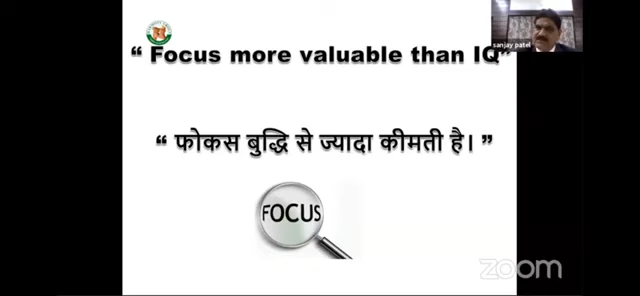 sanjay patel
“ Focus more valuable than IQ”
“ फोकस बुद्धि से ज्यादा कीमती है। ”
FOCUS
zoom